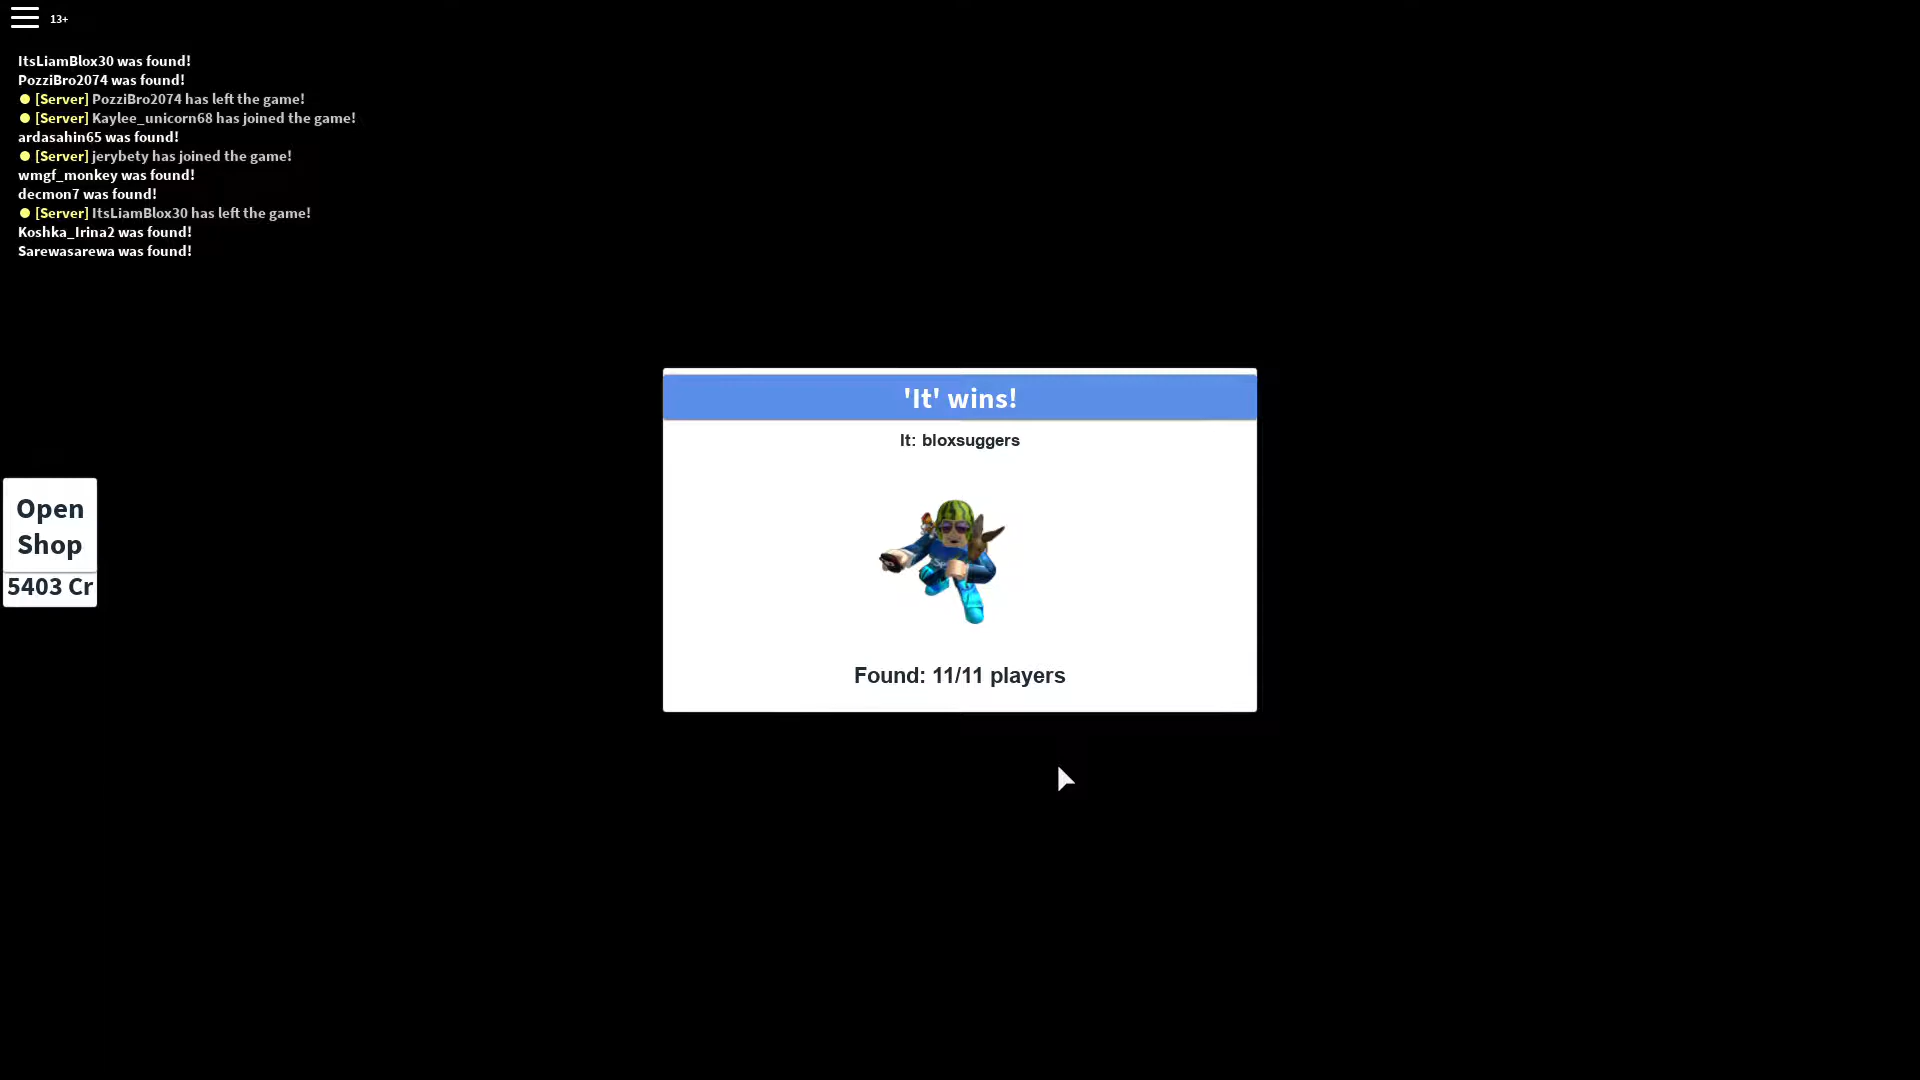 13+
ItsLiamBlox30 was found!
PozziBro2074 was found!
[Server] PozziBro2074 has left the game!
[Server] Kaylee_unicorn68 has joined the game!
ardasahin65 was found!
[Server] jerybety has joined the game!
wmgf_monkey was found!
decmon7 was found!
[Server] ItsLiamBlox30 has left the game!
Koshka_Irina2 was found!
Sarewasarewa was found!
'It' wins!
It: bloxsuggers
Found: 11/11 players
Open
Shop
5403 Cr